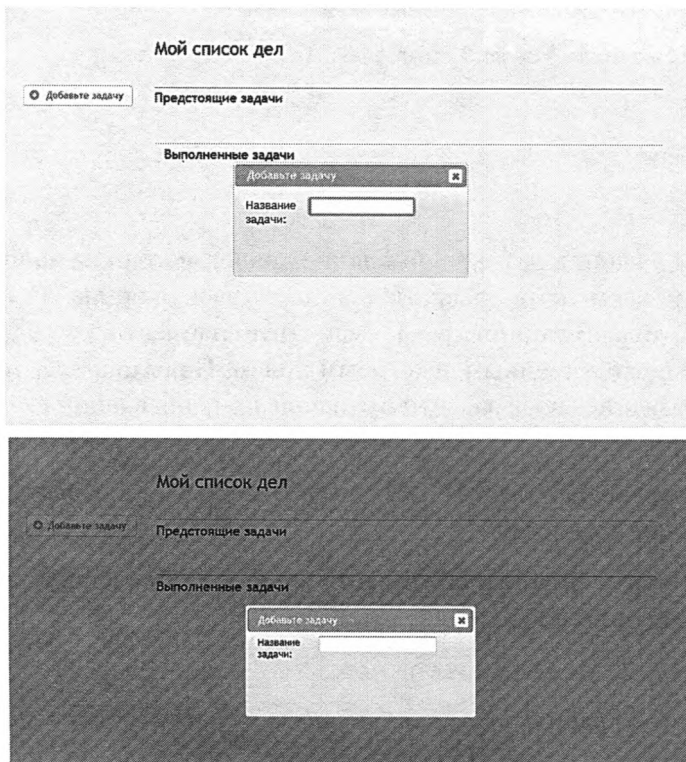 Мой список дел
Добавьте задачу
Предстоящие задачи
Выполненные задачи
Добавьте задачу
Название
задачи:
Мой список дел
Добавьте задачу
Предстоящие задачи
Выполненные задачи
Добавьте задачу
Название
задачи: